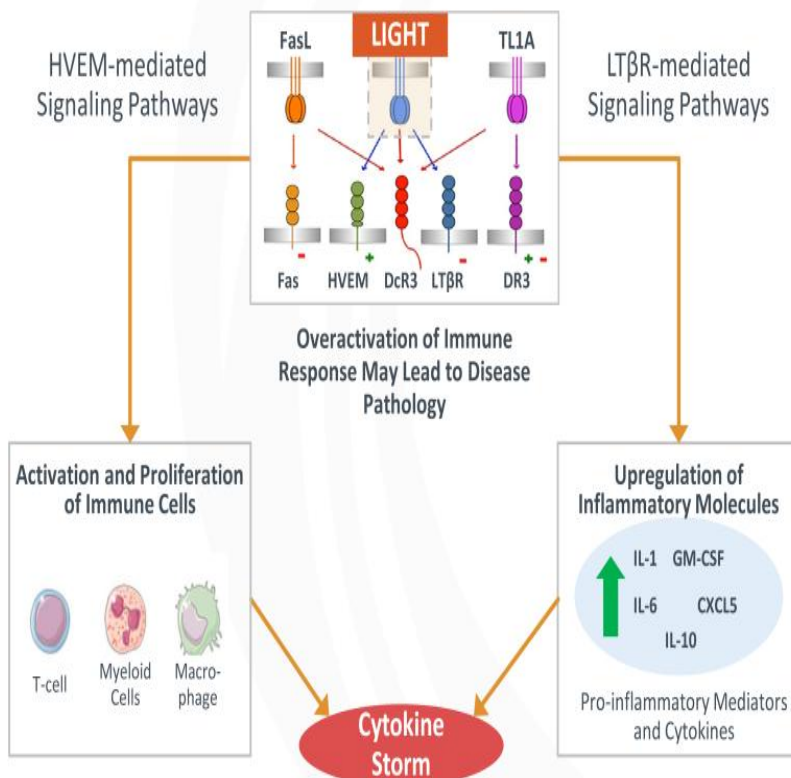 HVEM-mediated
Signaling Pathways
FasL
LIGHT
TL1A
LTβR-mediated
Signaling Pathways
-
+
-
+ -
Fas
HVEM
DcR3
LTβR
DR3
Overactivation of Immune
Response May Lead to Disease
Pathology
Activation and Proliferation
of Immune Cells
T-cell
Myeloid
Cells
Macro-
phage
Upregulation of
Inflammatory Molecules
IL-1 GM-CSF
IL-6 CXCL5
IL-10
Pro-inflammatory Mediators
and Cytokines
Cytokine
Storm